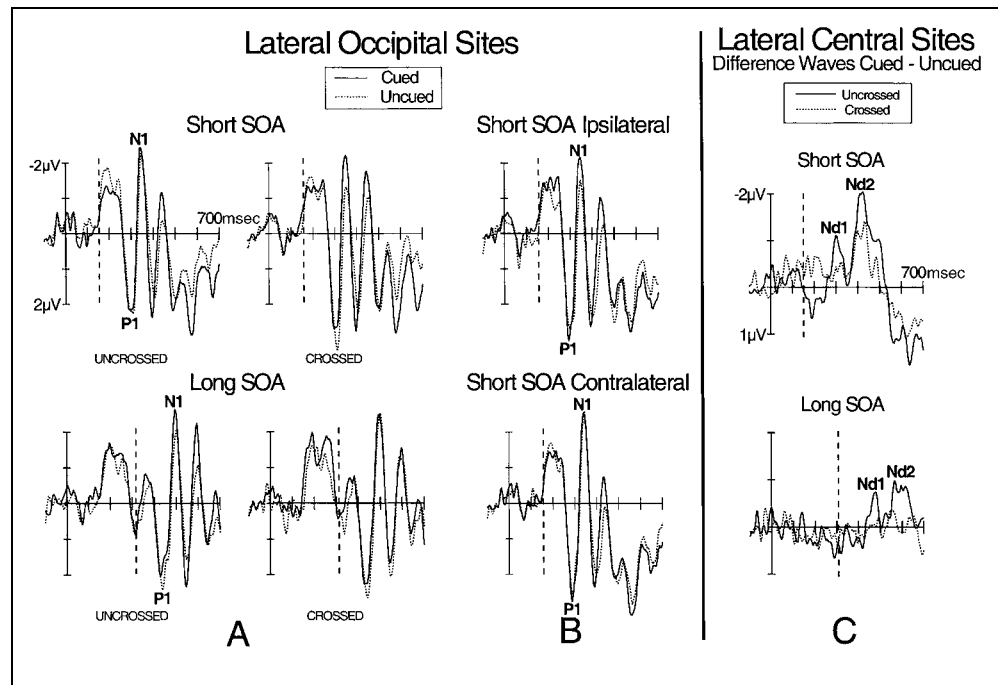 Lateral Occipital Sites
Cued
Uncued
Short SOA
N1
-2µV
700msec
2µV
P1
UNCROSSED
CROSSED
Long SOA
N1
P1
UNCROSSED
CROSSED
A
Short SOA Ipsilateral
N1
P1
Short SOA Contralateral
N1
P1
B
Lateral Central Sites
Difference Waves Cued - Uncued
Uncrossed
Crossed
Short SOA
-2µV
Nd2
Nd1
700msec
1µV
Long SOA
Nd1
Nd2
C